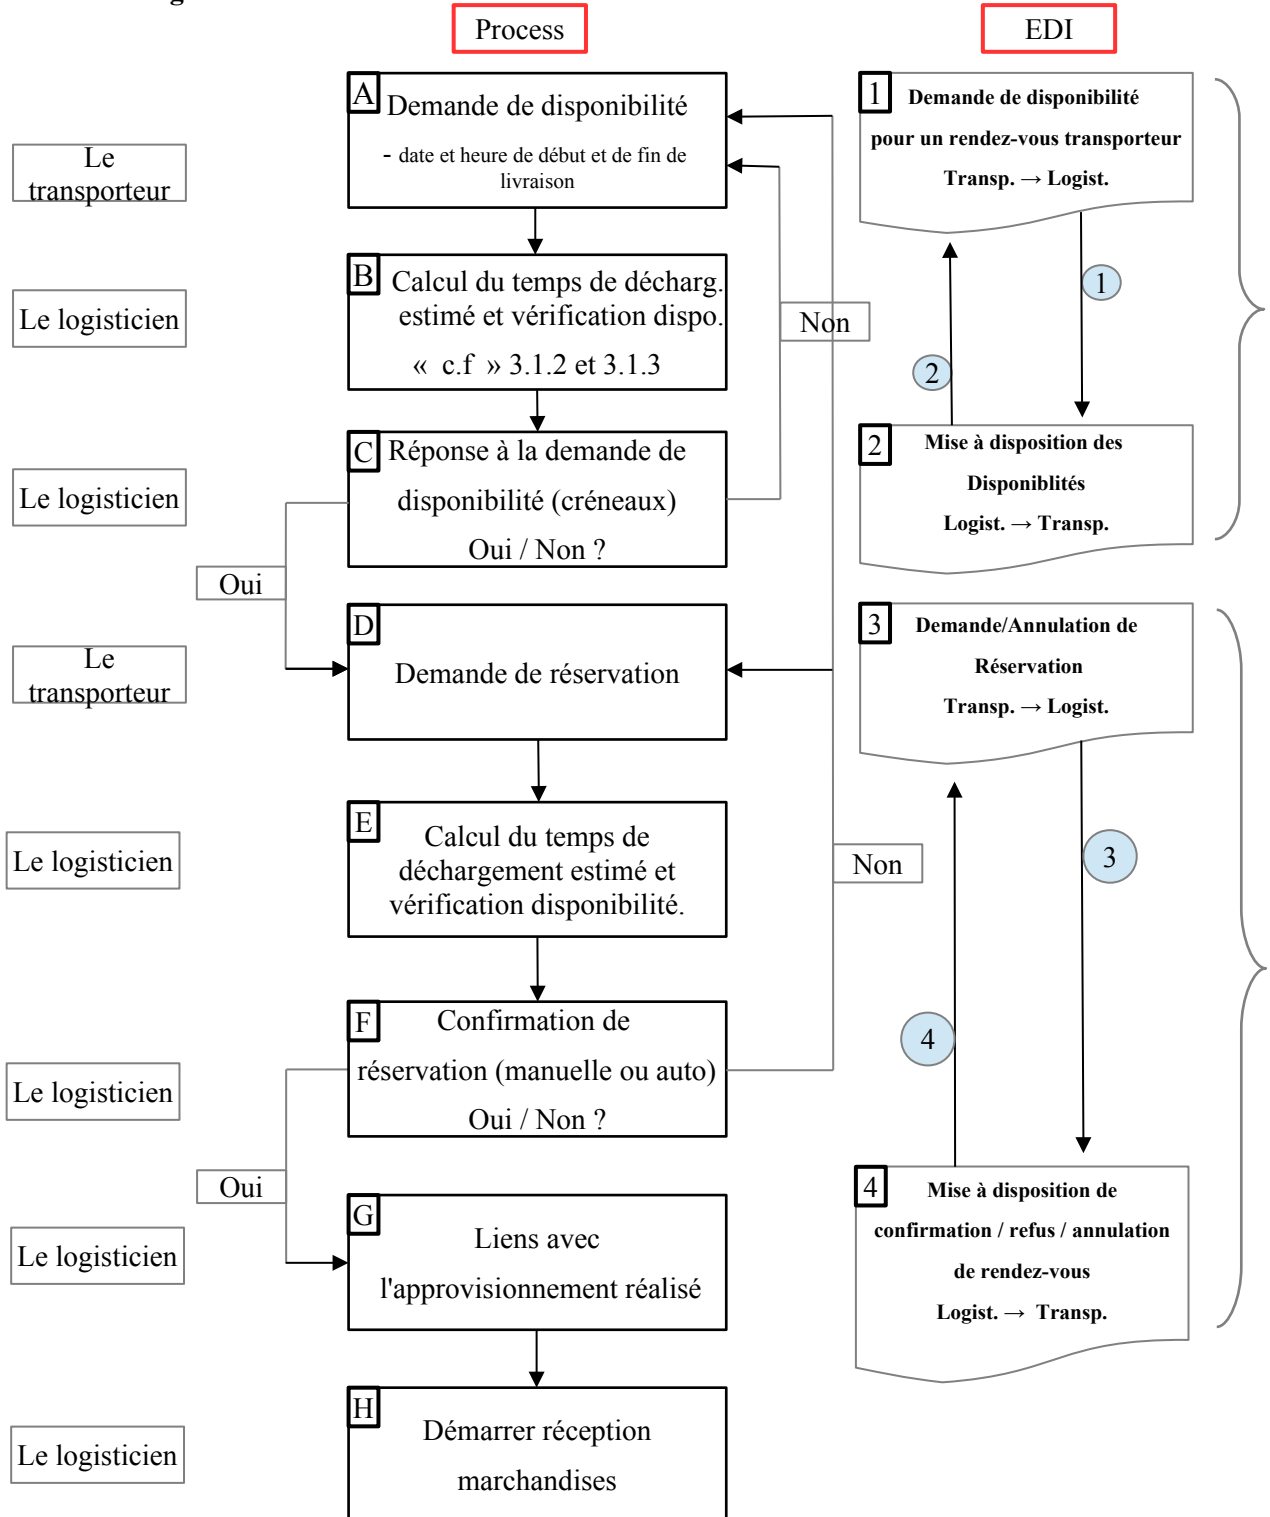 Process
EDI
A
Demande de disponibilité
- date et heure de début et de fin de
livraison
1
Demande de disponibilité
pour un rendez-vous transporteur
Transp. → Logist.
Le
transporteur
B
Calcul du temps de décharg.
estimé et vérification dispo.
« c.f » 3.1.2 et 3.1.3
Le logisticien
Non
1
2
C
Réponse à la demande de
disponibilité (créneaux)
Oui / Non ?
Le logisticien
2
Mise à disposition des
Disponiblités
Logist. → Transp.
Oui
D
Demande de réservation
Le
transporteur
3
Demande/Annulation de
Réservation
Transp. → Logist.
E
Calcul du temps de
déchargement estimé et
vérification disponibilité.
Le logisticien
Non
3
F
Confirmation de
réservation (manuelle ou auto)
Oui / Non ?
Le logisticien
4
Oui
G
Liens avec
l'approvisionnement réalisé
Le logisticien
4
Mise à disposition de
confirmation / refus / annulation
de rendez-vous
Logist. → Transp.
H
Démarrer réception
marchandises
Le logisticien